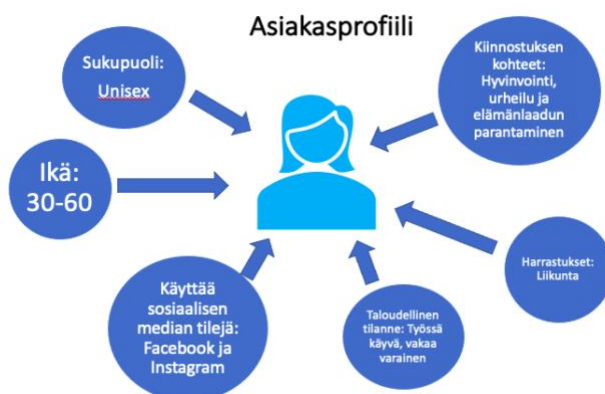 Asiakasprofiili
Sukupuoli:
Unisex
Kiinnostuksen
kohteet:
Hyvinvointi,
urheilu ja
elämänlaadun
parantaminen
Ikä:
30-60
Harrastukset:
Liikunta
Käyttää
sosiaalisen
median tilejä:
Facebook ja
Instagram
Taloudellinen
tilanne: Työssä
käyvä, vakaa
varainen